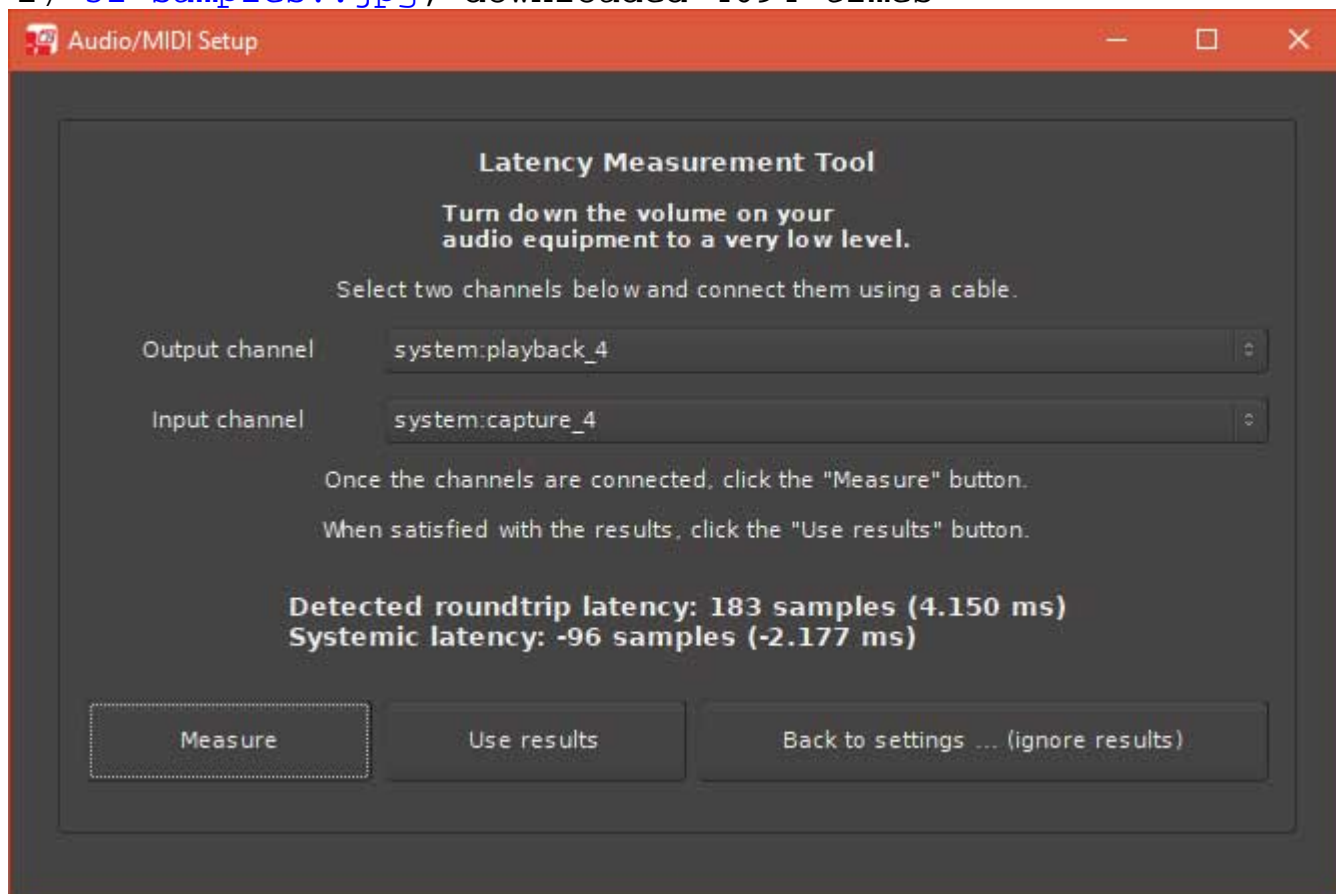 Audio/MIDI Setup
Latency Measurement Tool
Turn down the volume on your
audio equipment to a very low level.
Select two channels below and connect them using a cable.
Output channel system:playback_4
Input channel system:capture_4
Once the channels are connected, click the "Measure" button.
When satisfied with the results, click the "Use results" button.
Detected roundtrip latency: 183 samples (4.150 ms)
Systemic latency: -96 samples (-2.177 ms)
Measure Use results Back to settings ... (ignore results)